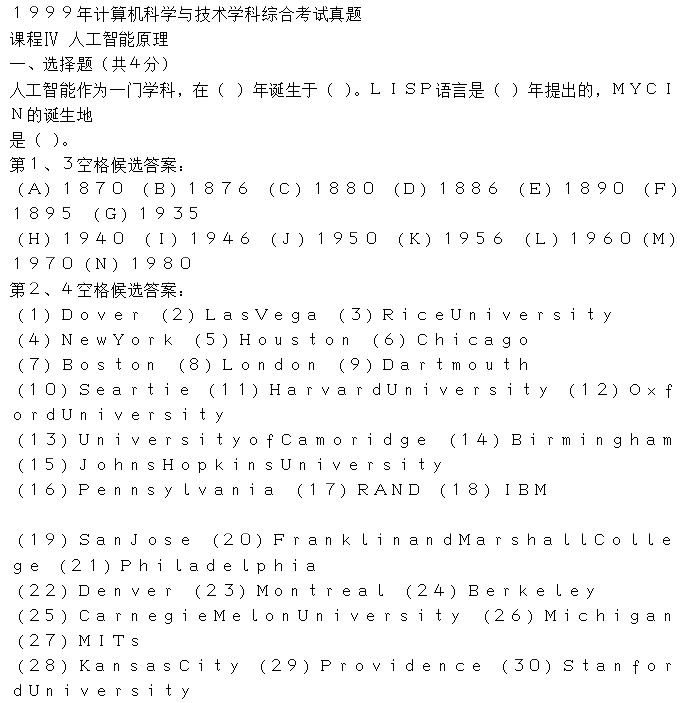 １９９９年计算机科学与技术学科综合考试真题
课程Ⅳ 人工智能原理
一、选择题（共４分）
人工智能作为一门学科，在（ ）年诞生于（ ）。ＬＩＳＰ语言是（ ）年提出的，ＭＹＣＩ
Ｎ的诞生地
是（ ）。
第１、３空格候选答案：
（A）１８７０ （B）１８７６ （C）１８８０ （D）１８８６ （E）１８９０ （F）
１８９５ （G）１９３５
（H）１９４０ （I）１９４６ （J）１９５０ （K）１９５６ （L）１９６０（M）
１９７０（N）１９８０
第２、４空格候选答案：
（１）Ｄｏｖｅｒ （２）ＬａｓＶｅｇａ （３）ＲｉｃｅＵｎｉｖｅｒｓｉｔｙ
（４）ＮｅｗＹｏｒｋ （５）Ｈｏｕｓｔｏｎ （６）Ｃｈｉｃａｇｏ
（７）Ｂｏｓｔｏｎ （８）Ｌｏｎｄｏｎ （９）Ｄａｒｔｍｏｕｔｈ
（１０）Ｓｅａｒｔｉｅ （１１）ＨａｒｖａｒｄＵｎｉｖｅｒｓｉｔｙ （１２）Ｏｘｆ
ｏｒｄＵｎｉｖｅｒｓｉｔｙ
（１３）ＵｎｉｖｅｒｓｉｔｙｏｆＣａｍｏｒｉｄｇｅ （１４）Ｂｉｒｍｉｎｇｈａｍ
（１５）ＪｏｈｎｓＨｏｐｋｉｎｓＵｎｉｖｅｒｓｉｔｙ
（１６）Ｐｅｎｎｓｙｌｖａｎｉａ （１７）ＲＡＮＤ （１８）ＩＢＭ
（１９）ＳａｎＪｏｓｅ （２０）ＦｒａｎｋｌｉｎａｎｄＭａｒｓｈａｌｌＣｏｌｌｅ
ｇｅ （２１）Ｐｈｉｌａｄｅｌｐｈｉａ
（２２）Ｄｅｎｖｅｒ （２３）Ｍｏｎｔｒｅａｌ （２４）Ｂｅｒｋｅｌｅｙ
（２５）ＣａｒｎｅｇｉｅＭｅｌｏｎＵｎｉｖｅｒｓｉｔｙ （２６）Ｍｉｃｈｉｇａｎ
（２７）ＭＩＴｓ
（２８）ＫａｎｓａｓＣｉｔｙ （２９）Ｐｒｏｖｉｄｅｎｃｅ （３０）Ｓｔａｎｆｏｒ
ｄＵｎｉｖｅｒｓｉｔｙ